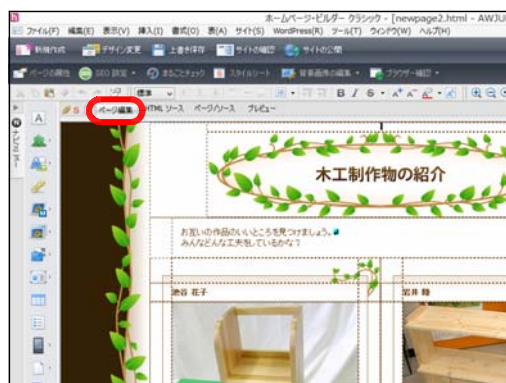 ホームページ・ビルダー クラシック - [newpage2.html - AWJU
ファイル(F) 編集(E) 表示(V) 挿入(I) 書式(O) 表(A) サイト(S) WordPress(R) ツール(T) ウィンドウ(W) ヘルプ(H)
新規作成 デザイン変更 上書き保存 サイトの確認 サイトの公開
ページの属性 SEO 設定 まるごとチェック スタイルシート 背景画像の編集 ブラウザー確認
標準 B I S A A A
ナビメニュー A S ページ編集 HTML ソース ページ/ソース プレビュー
木工制作物の紹介
お互いの作品のいいところを見つけましょう。
みんなどんな工夫をしているかな？
池谷 花子 岩井 睦